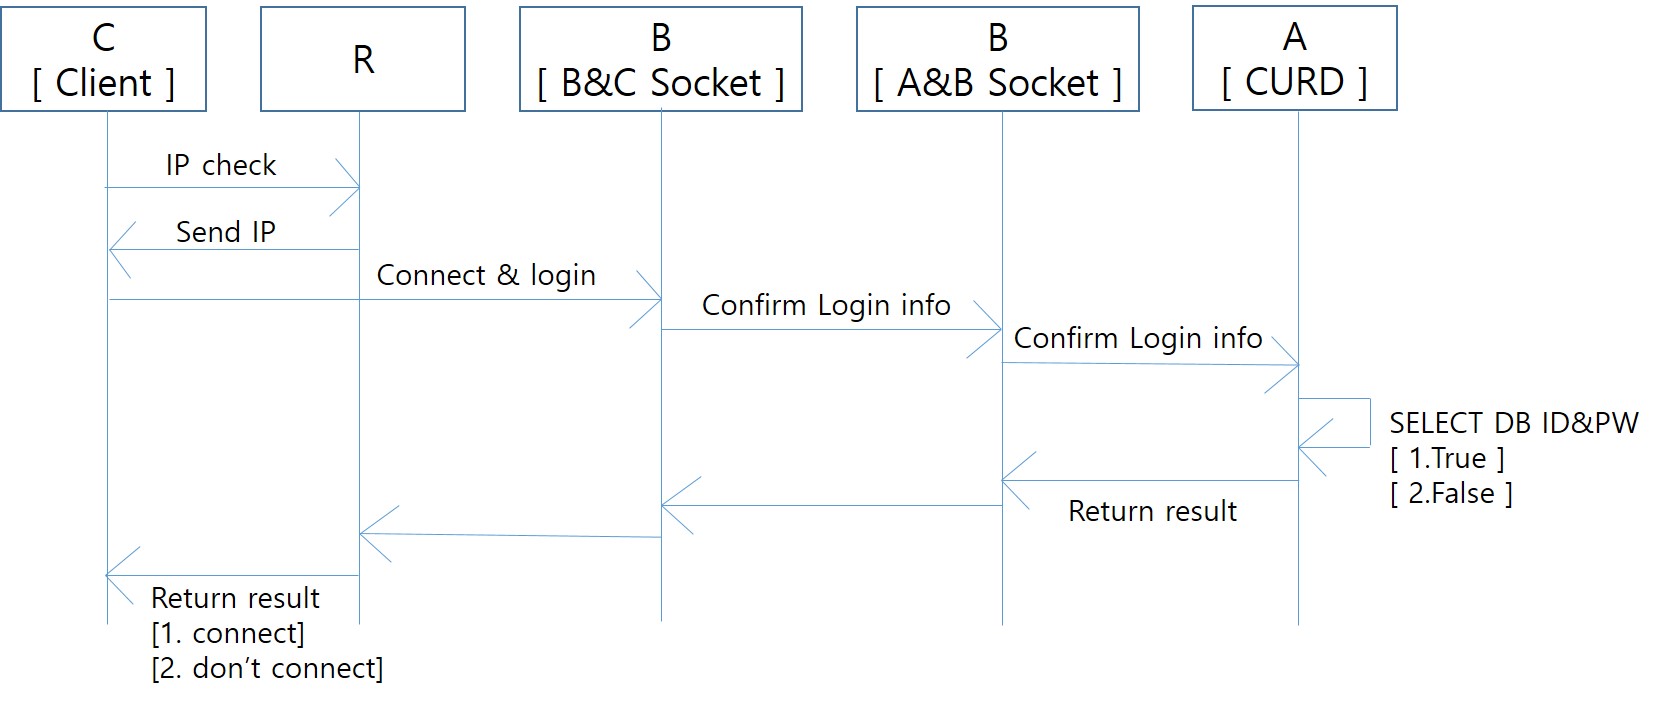 C
[ Client ]
R
B
[ B&C Socket ]
B
[ A&B Socket ]
A
[ CURD ]
IP check
Send IP
Connect & login
Confirm Login info
Confirm Login info
SELECT DB ID&PW
[ 1.True ]
[ 2.False ]
Return result
Return result
[1. connect]
[2. don’t connect]